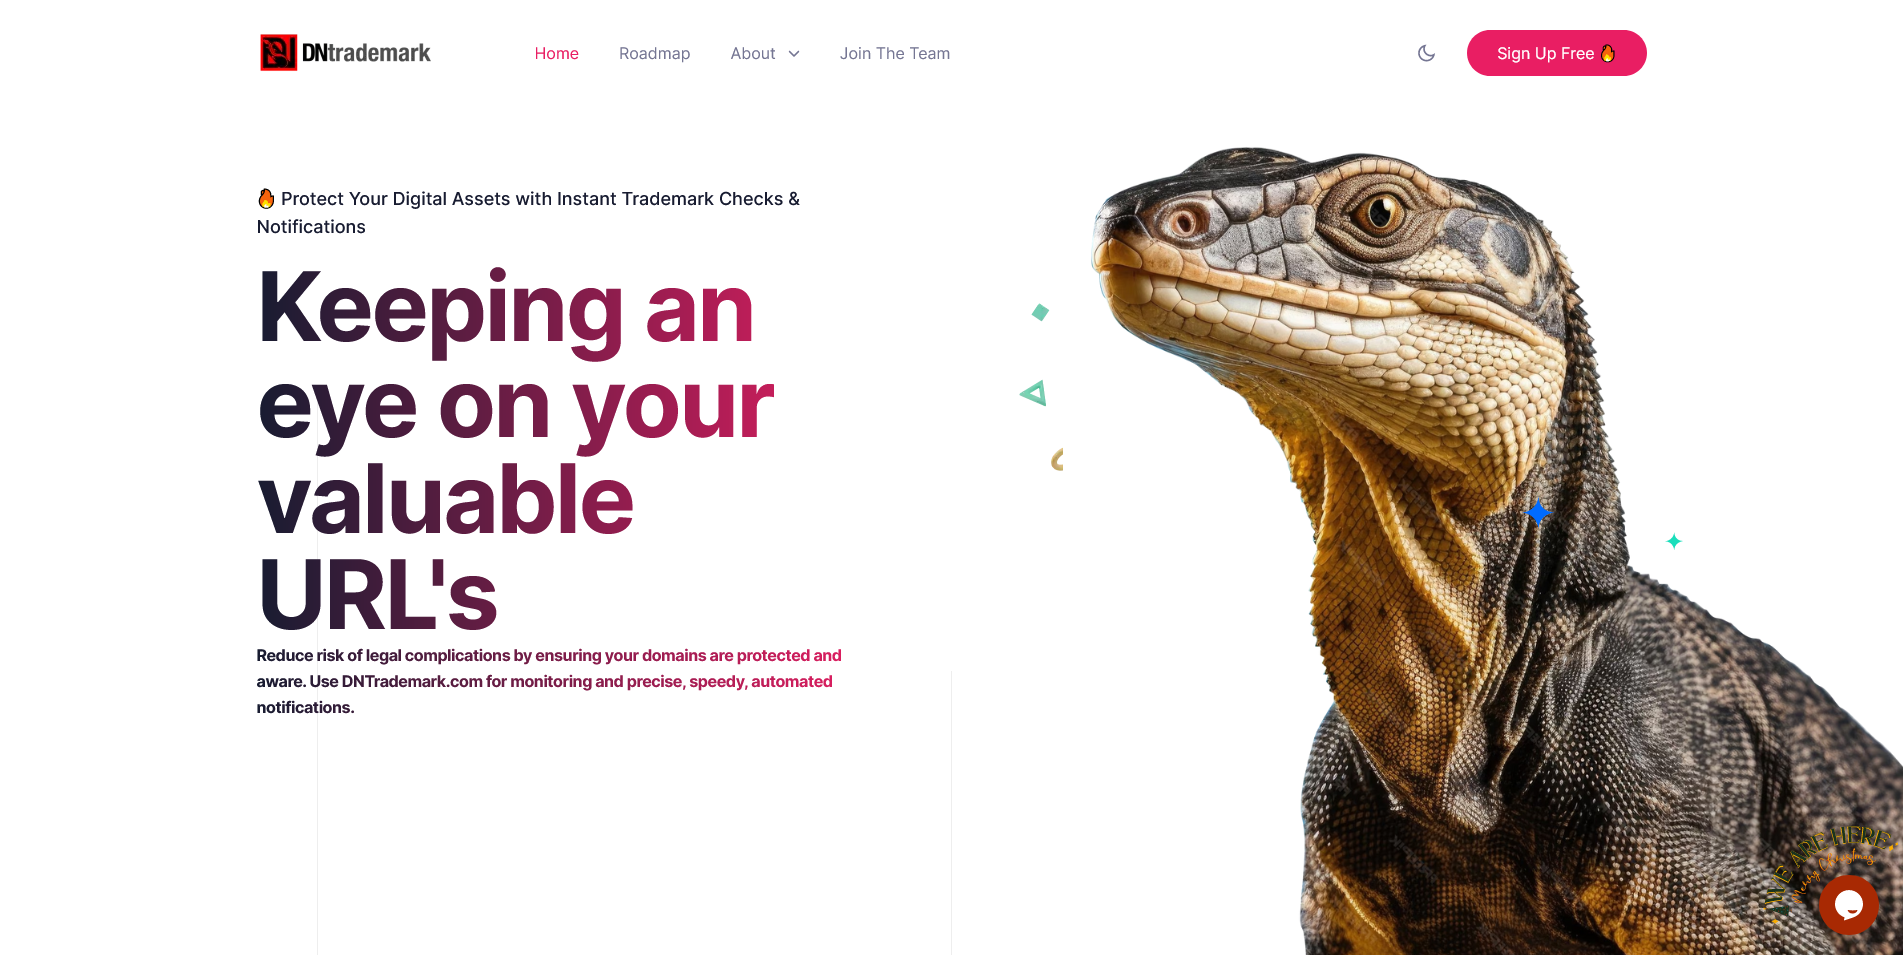 DNtrademark
Home
Roadmap
About
Join The Team
Sign Up Free 🔥
🔥 Protect Your Digital Assets with Instant Trademark Checks &
Notifications
Keeping an
eye on your
valuable
URL's
Reduce risk of legal complications by ensuring your domains are protected and
aware. Use DNTrademark.com for monitoring and precise, speedy, automated
notifications.
WE ARE HERE
Merry Christmas